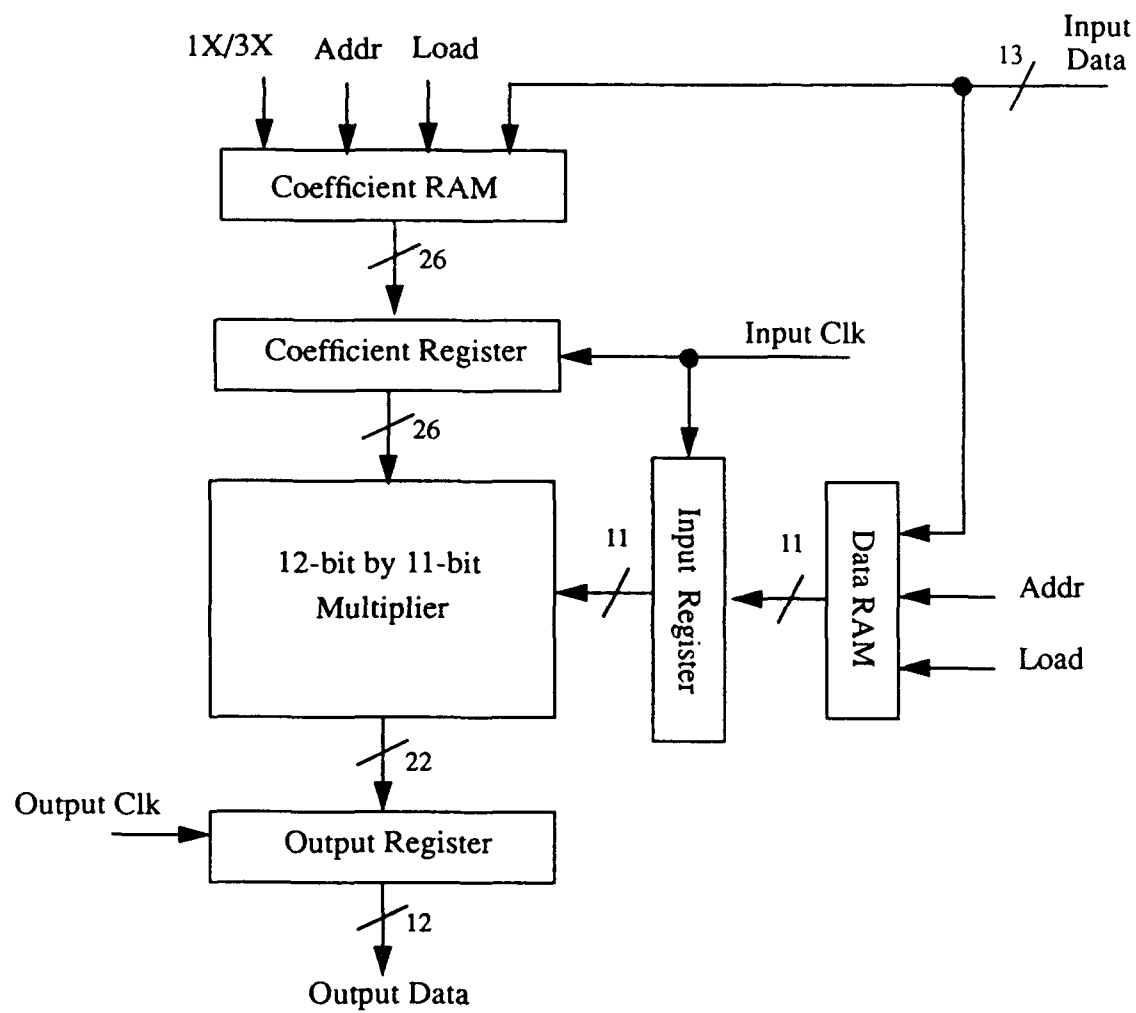 1X/3X Addr Load
Input
Data
13
Coefficient RAM
26
Coefficient Register
Input Clk
26
12-bit by 11-bit
Multiplier
11
Input Register
11
Data RAM
Addr
Load
22
Output Clk
Output Register
12
Output Data